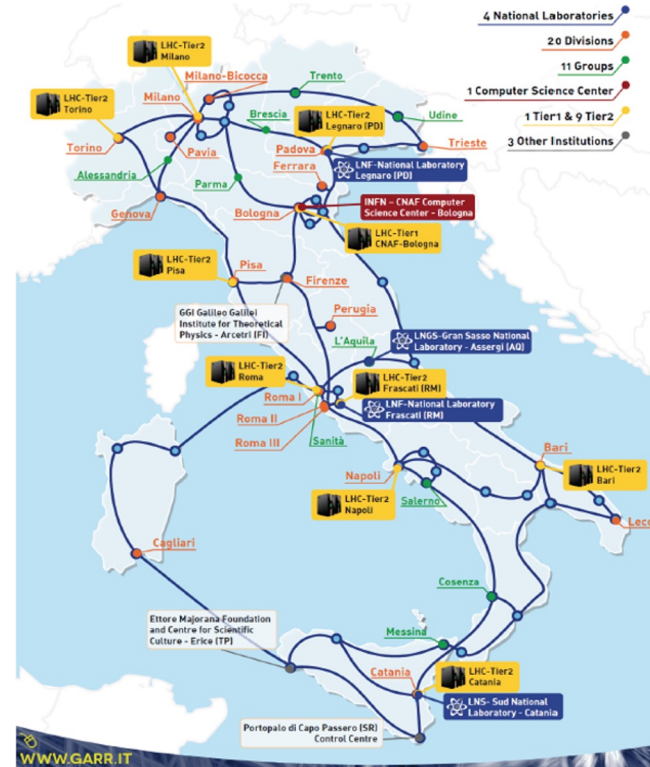 4 National Laboratories
20 Divisions
11 Groups
1 Computer Science Center
1 Tier1 & 9 Tier2
3 Other Institutions
LHC-Tier2
Milano
Milano-Bicocca
Trento
LHC-Tier2
Torino
Milano
Brescia
LHC-Tier2
Legnaro (PD)
Udine
Torino
Pavia
Padova
Trieste
Ferrara
LNF-National Laboratory
Legnaro (PD)
Alessandria
Parma
Genova
Bologna
INFN - CNAF Computer
Science Center - Bologna
LHC-Tier1
CNAF-Bologna
LHC-Tier2
Pisa
Pisa
Firenze
GGI Galileo Galilei
Institute for Theoretical
Physics - Arcetri (FI)
Perugia
L'Aquila
LNGS-Gran Sasso National
Laboratory - Assergi (AQ)
LHC-Tier2
Roma
LHC-Tier2
Frascati (RM)
Roma I
LNF-National Laboratory
Frascati (RM)
Roma II
Roma III
Sanità
Bari
LHC-Tier2
Bari
Napoli
LHC-Tier2
Napoli
Salerno
Lecc
Cagliari
Cosenza
Ettore Majorana Foundation
and Centre for Scientific
Culture - Erice (TP)
Messina
Catania
LHC-Tier2
Catania
LNS- Sud National
Laboratory - Catania
Portopalo di Capo Passero (SR)
Control Centre
WWW.GARR.IT